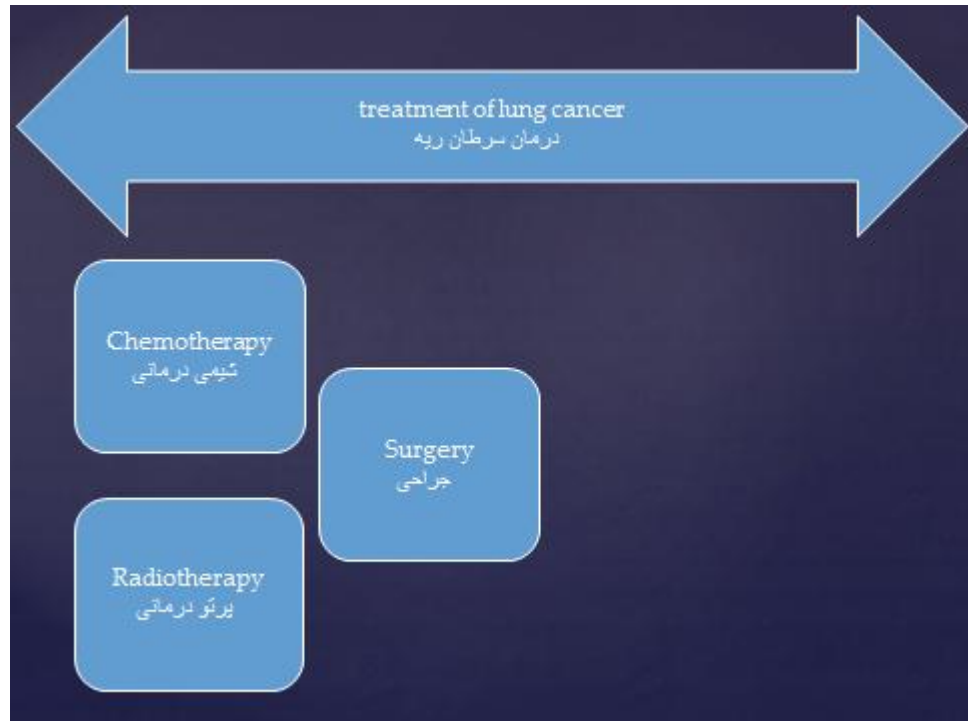 treatment of lung cancer
درمان سرطان ریه
Chemotherapy
شیمی درمانی
Surgery
جراحی
Radiotherapy
پرتو درمانی